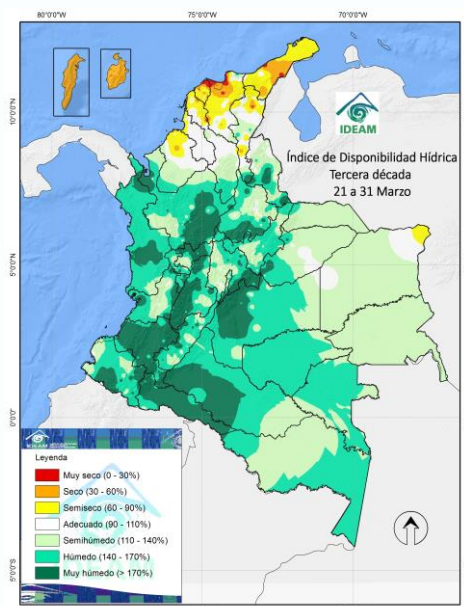 80°0'0"W
75°0'0"W
70°0'0"W
10°0'0"N
5°0'0"N
0°0'0"
5°0'0"S
IDEAM
Índice de Disponibilidad Hídrica
Tercera década
21 a 31 Marzo
IDEAM
Leyenda
Muy seco (0 - 30%)
Seco (30 - 60%)
Semiseco (60 - 90%)
Adecuado (90 - 110%)
Semihúmedo (110 - 140%)
Húmedo (140 - 170%)
Muy húmedo (> 170%)
IDEAM